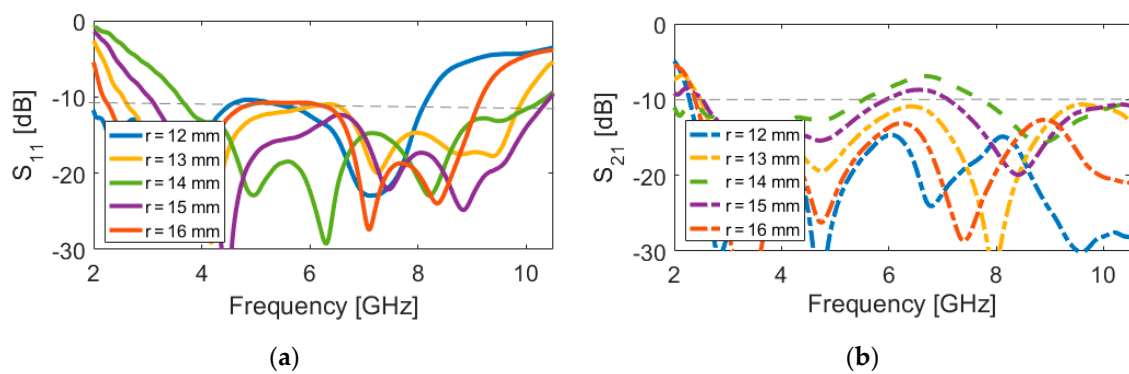 0
-10
-20
-30
S11 [dB]
r = 12 mm
r = 13 mm
r = 14 mm
r = 15 mm
r = 16 mm
2 4 6 8 10
Frequency [GHz]
(a)
0
-10
-20
-30
S21 [dB]
r = 12 mm
r = 13 mm
r = 14 mm
r = 15 mm
r = 16 mm
2 4 6 8 10
Frequency [GHz]
(b)